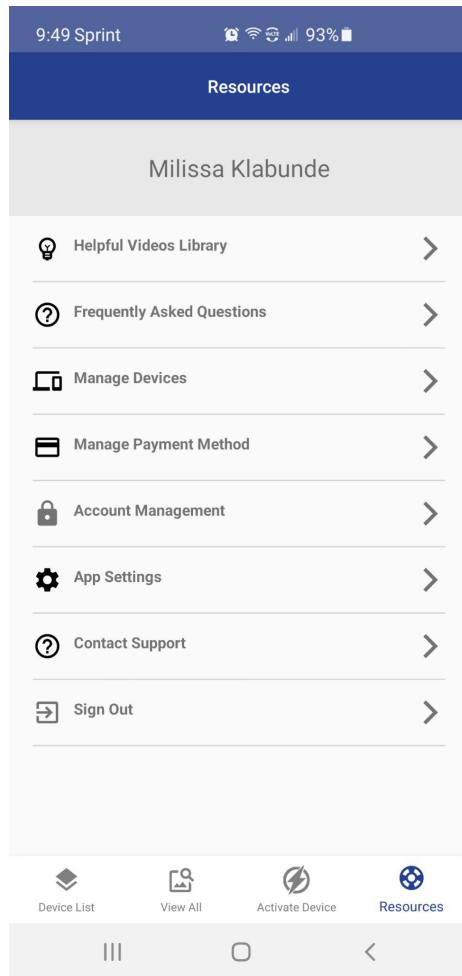 9:49 Sprint 93%
Resources
Milissa Klabunde
Helpful Videos Library
Frequently Asked Questions
Manage Devices
Manage Payment Method
Account Management
App Settings
Contact Support
Sign Out
Device List View All Activate Device Resources